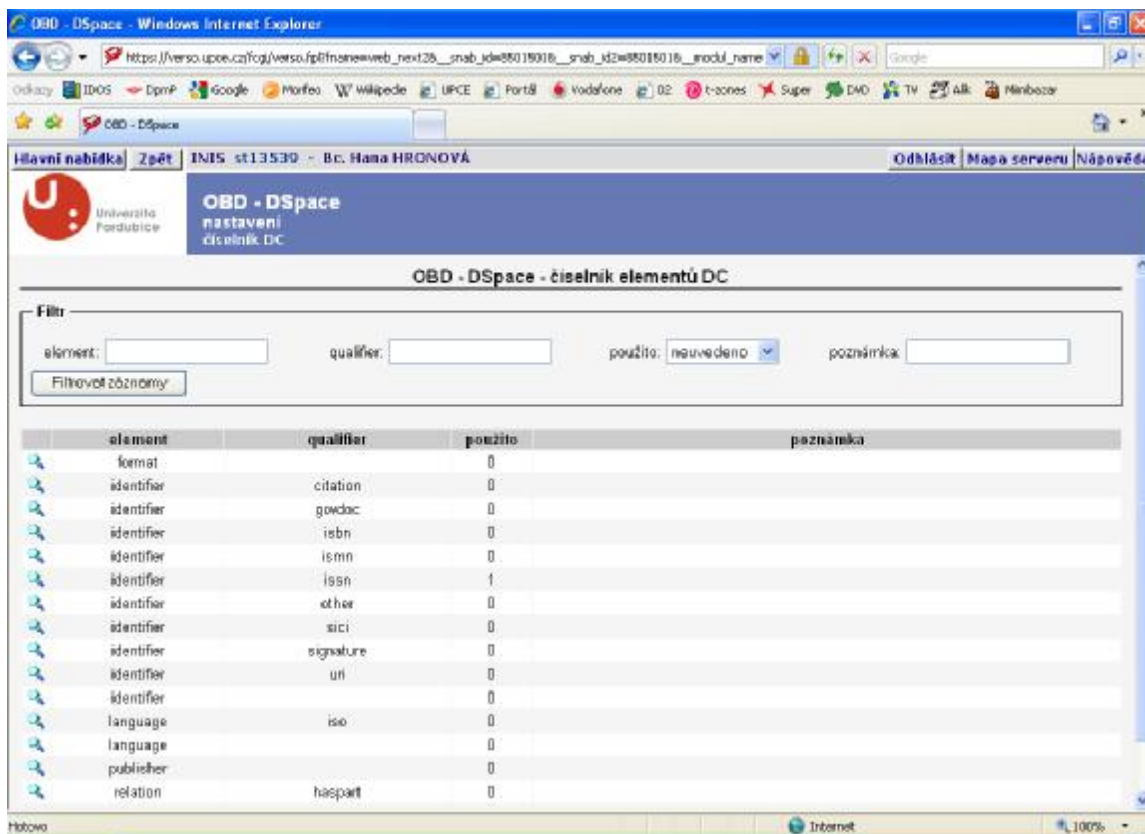 OBD - DSpace - Windows Internet Explorer
Google
Odkazy IDOS DpmP Google Morfeo Wikipedie UPCE Portál Vodafone O2 t-zones Super DVD TV Alík Minibazar
OBD - DSpace
Hlavní nabídka Zpět INIS st13539 - Bc. Hana HRONOVÁ Odhlásit Mapa serveru Nápověda
Univerzita
Pardubice
OBD - DSpace
nastavení
číselník DC
OBD - DSpace - číselník elementů DC
Filtr
element: qualifier: použito: neuvedeno poznámka:
Filtrovat záznamy
element qualifier použito poznámka
format 0
identifier citation 0
identifier govdoc 0
identifier isbn 0
identifier ismn 0
identifier issn 1
identifier other 0
identifier sici 0
identifier signature 0
identifier uri 0
identifier 0
language iso 0
language 0
publisher 0
relation haspart 0
Hotovo Internet 100%